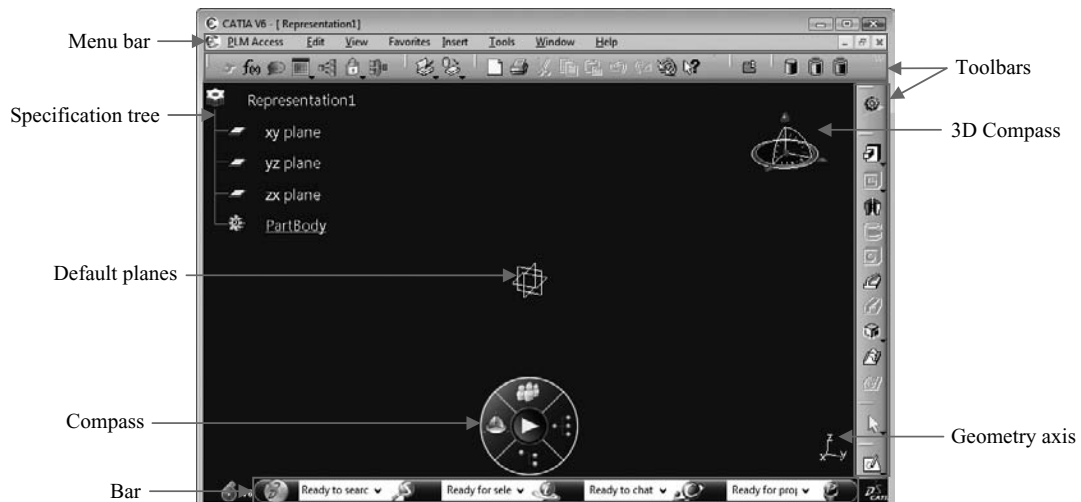 CATIA V6 - [ Representation1]
Menu bar
PLM Access Edit View Favorites Insert Tools Window Help
f(x)
Toolbars
Specification tree
Representation1
xy plane
yz plane
zx plane
PartBody
3D Compass
Default planes
Compass
z
x y
Geometry axis
Bar
Ready to searc
Ready for sele
Ready to chat
Ready for proj
DS
CATIA